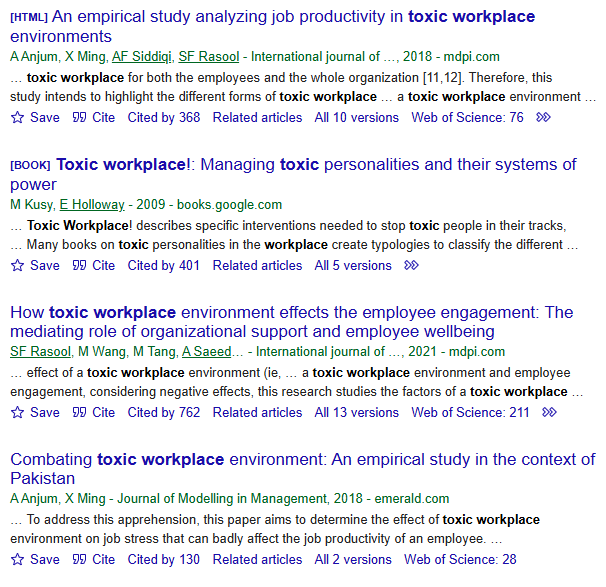 [HTML] An empirical study analyzing job productivity in toxic workplace
environments
A Anjum, X Ming, AF Siddiqi, SF Rasool - International journal of …, 2018 - mdpi.com
… toxic workplace for both the employees and the whole organization [11,12]. Therefore, this
study intends to highlight the different forms of toxic workplace … a toxic workplace environment …
Save Cite Cited by 368 Related articles All 10 versions Web of Science: 76
[BOOK] Toxic workplace!: Managing toxic personalities and their systems of
power
M Kusy, E Holloway - 2009 - books.google.com
… Toxic Workplace! describes specific interventions needed to stop toxic people in their tracks,
… Many books on toxic personalities in the workplace create typologies to classify the different …
Save Cite Cited by 401 Related articles All 5 versions
How toxic workplace environment effects the employee engagement: The
mediating role of organizational support and employee wellbeing
SF Rasool, M Wang, M Tang, A Saeed… - International journal of …, 2021 - mdpi.com
… effect of a toxic workplace environment (ie, … a toxic workplace environment and employee
engagement, considering negative effects, this research studies the factors of a toxic workplace …
Save Cite Cited by 762 Related articles All 13 versions Web of Science: 211
Combating toxic workplace environment: An empirical study in the context of
Pakistan
A Anjum, X Ming - Journal of Modelling in Management, 2018 - emerald.com
… To address this apprehension, this paper aims to determine the effect of toxic workplace
environment on job stress that can badly affect the job productivity of an employee. …
Save Cite Cited by 130 Related articles All 2 versions Web of Science: 28